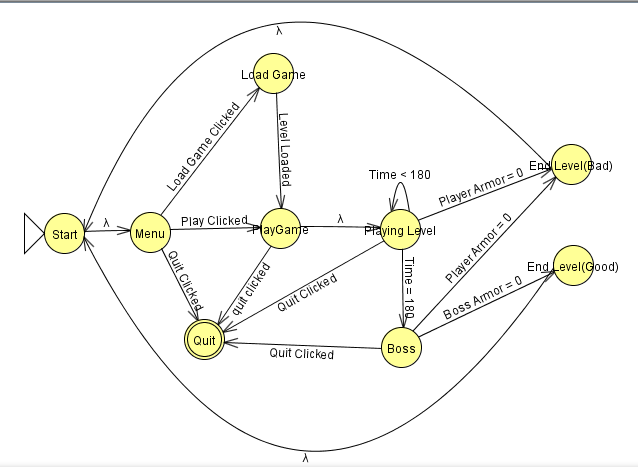 λ
Load Game
Load Game Clicked
Level Loaded
Time < 180
End Level(Bad)
Player Armor = 0
Start
λ
Menu
Play Clicked
PlayGame
λ
Playing Level
Player Armor = 0
End Level(Good)
Quit Clicked
quit clicked
Quit Clicked
Time = 180
Boss Armor = 0
Quit
Quit Clicked
Boss
λ